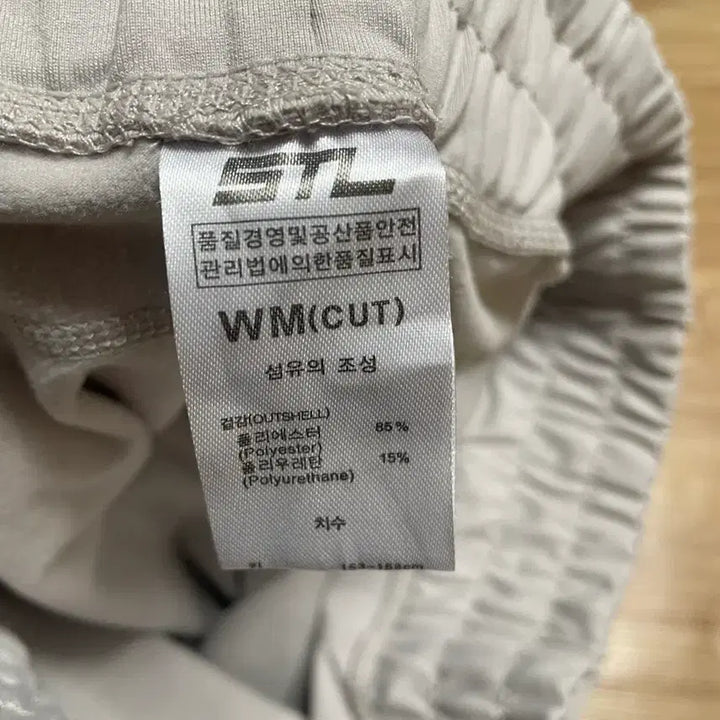 STL
품질경영및공산품안전
관리법에의한품질표시
WM(CUT)
섬유의 조성
겉감(OUTSHELL)
폴리에스터 85%
(Polyester)
폴리우레탄 15%
(Polyurethane)
치수